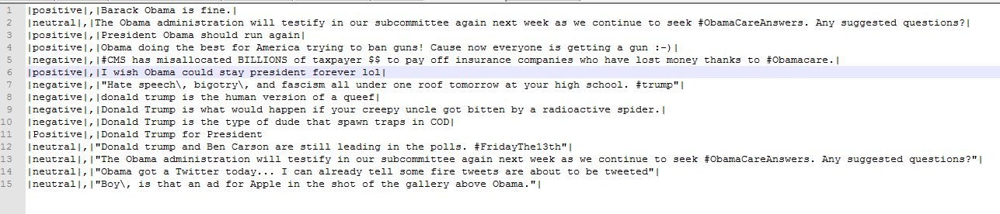 1 |positive|,|Barack Obama is fine.|
2 |neutral|,|The Obama administration will testify in our subcommittee again next week as we continue to seek #ObamaCareAnswers. Any suggested questions?|
3 |positive|,|President Obama should run again|
4 |positive|,|Obama doing the best for America trying to ban guns! Cause now everyone is getting a gun :-)|
5 |negative|,|#CMS has misallocated BILLIONS of taxpayer $$ to pay off insurance companies who have lost money thanks to #Obamacare.|
6 |positive|,|I wish Obama could stay president forever lol|
7 |negative|,|"Hate speech\, bigotry\, and fascism all under one roof tomorrow at your high school. #trump"|
8 |negative|,|donald trump is the human version of a queef|
9 |negative|,|Donald Trump is what would happen if your creepy uncle got bitten by a radioactive spider.|
10 |negative|,|Donald Trump is the type of dude that spawn traps in COD|
11 |Positive|,|Donald Trump for President
12 |neutral|,|"Donald trump and Ben Carson are still leading in the polls. #FridayThe13th"|
13 |neutral|,|"The Obama administration will testify in our subcommittee again next week as we continue to seek #ObamaCareAnswers. Any suggested questions?"|
14 |neutral|,|"Obama got a Twitter today... I can already tell some fire tweets are about to be tweeted"|
15 |neutral|,|"Boy\, is that an ad for Apple in the shot of the gallery above Obama."|